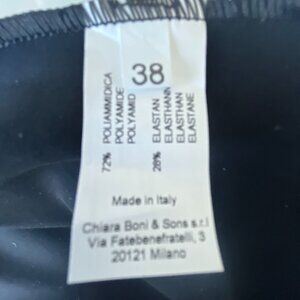 38
72% POLIAMMIDICA
POLYAMIDE
POLYAMID
28% ELASTAN
ELASTHANN
ELASTHAN
ELASTANE
Made in Italy
Chiara Boni & Sons s.r.l
Via Fatebenefratelli, 3
20121 Milano